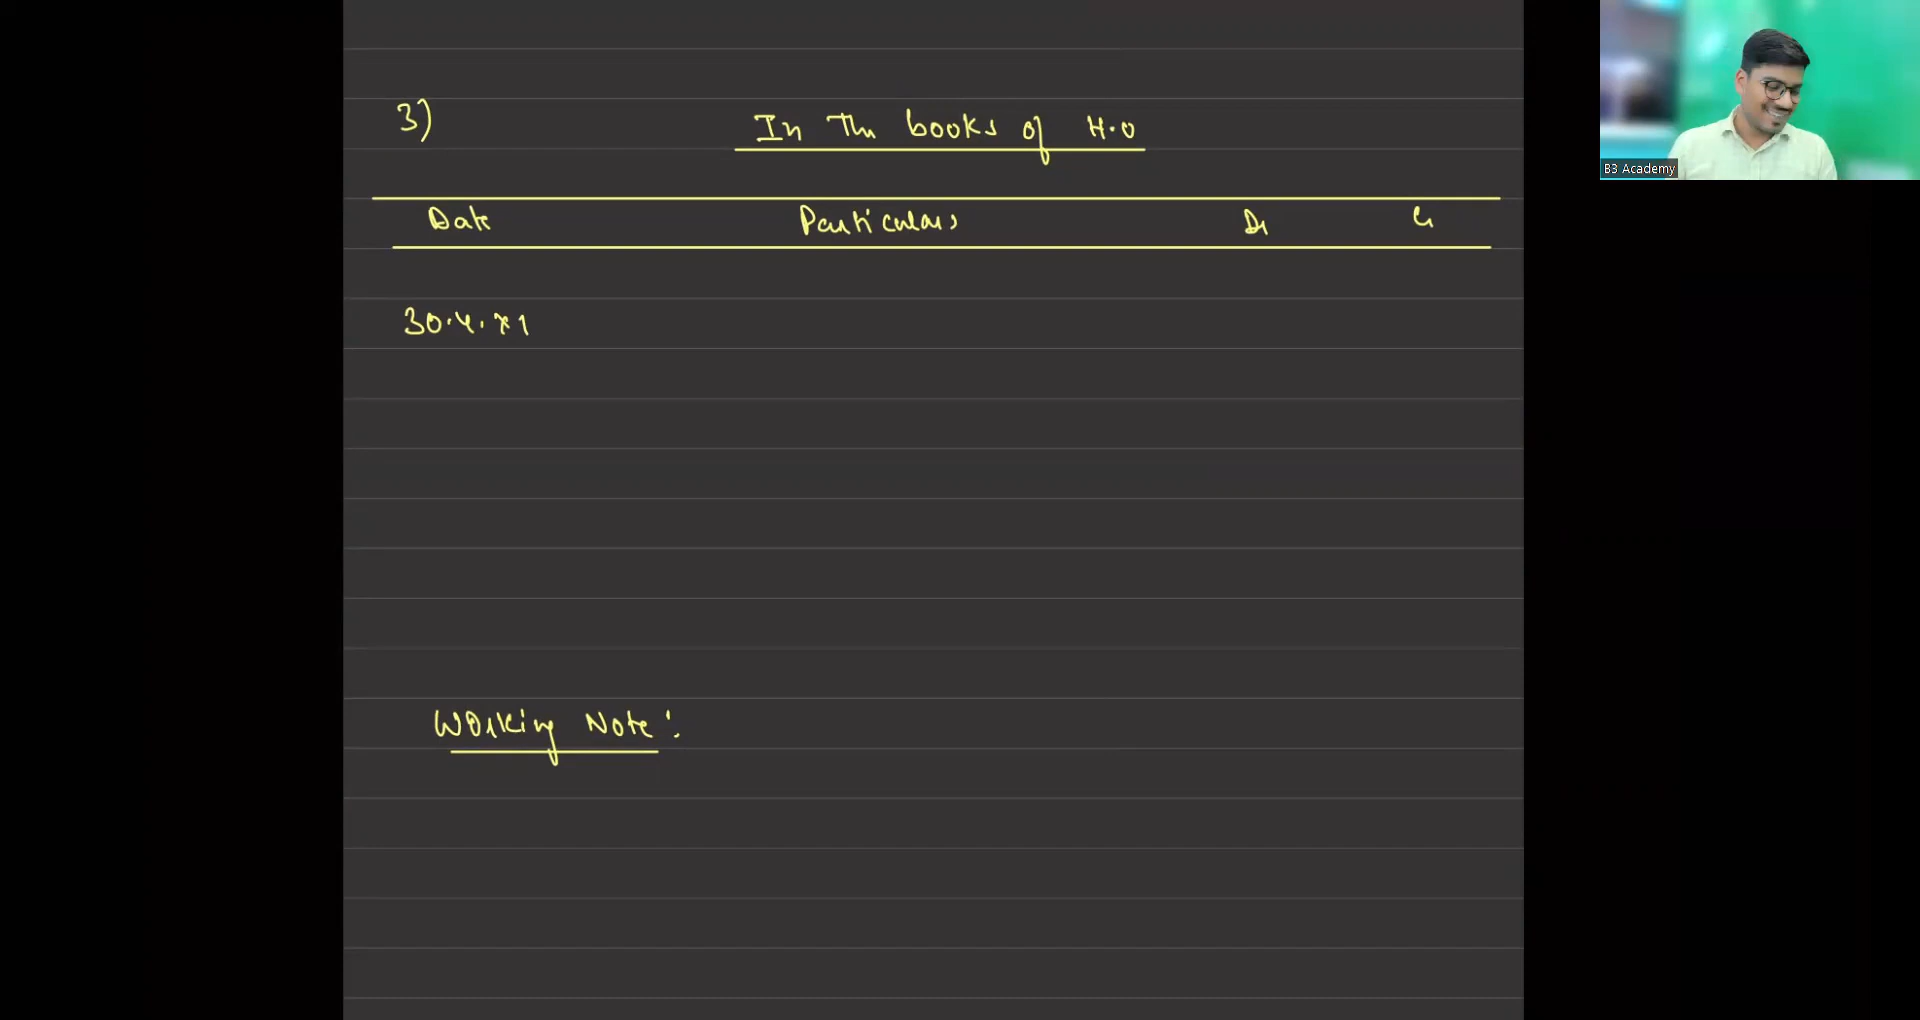 3)
In The books of H.O
Date Particulars Dr Cr
30.4.x1
Working Note:
B3 Academy